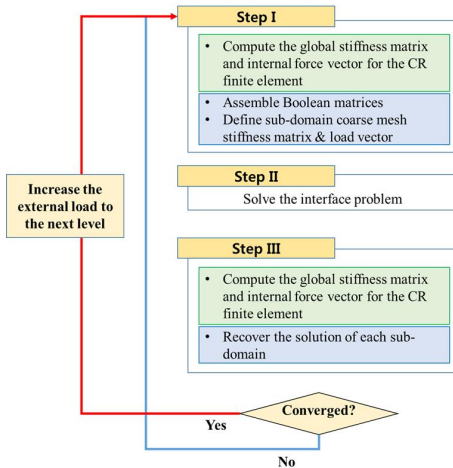 Step I
• Compute the global stiffness matrix
and internal force vector for the CR
finite element
• Assemble Boolean matrices
• Define sub-domain coarse mesh
stiffness matrix & load vector
Step II
Solve the interface problem
Increase the
external load to
the next level
Step III
• Compute the global stiffness matrix
and internal force vector for the CR
finite element
• Recover the solution of each sub-
domain
Converged?
Yes
No